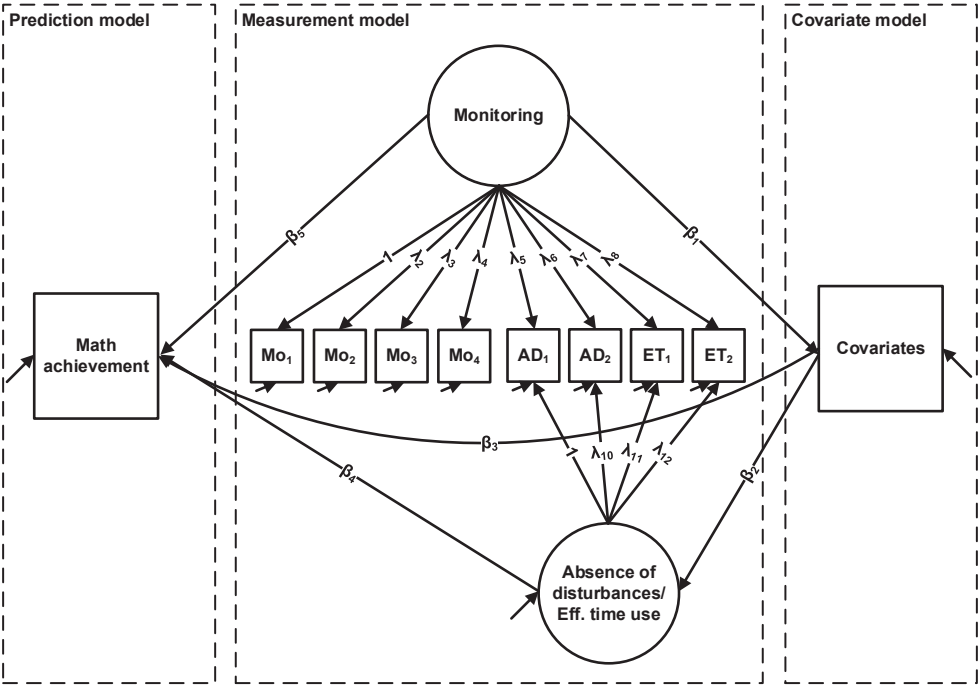 Prediction model
Measurement model
Covariate model
Monitoring
β5
β1
1
λ2
λ3
λ4
λ5
λ6
λ7
λ8
Math
achievement
Mo1
Mo2
Mo3
Mo4
AD1
AD2
ET1
ET2
Covariates
β3
1
λ10
λ11
λ12
β4
β2
Absence of
disturbances/
Eff. time use